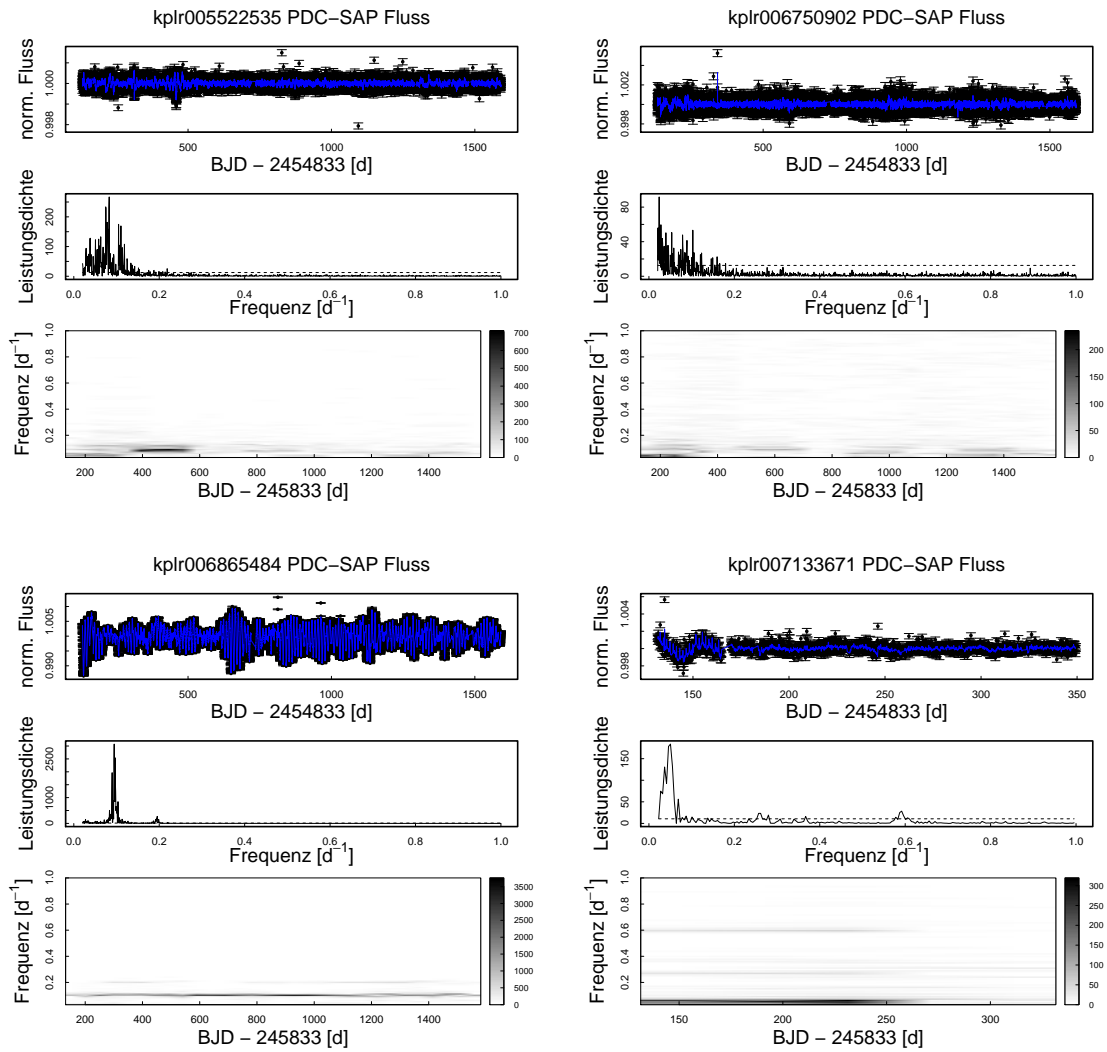 kplr005522535 PDC−SAP Fluss
norm. Fluss
0.998 1.000
500 1000 1500
BJD − 2454833 [d]
Leistungsdichte
0 100 200
0.0 0.2 0.4 0.6 0.8 1.0
Frequenz [d−1]
Frequenz [d−1]
0.2 0.4 0.6 0.8 1.0
200 400 600 800 1000 1200 1400
0 100 200 300 400 500 600 700
BJD − 245833 [d]
kplr006750902 PDC−SAP Fluss
norm. Fluss
0.998 1.002
500 1000 1500
BJD − 2454833 [d]
Leistungsdichte
0 40 80
0.0 0.2 0.4 0.6 0.8 1.0
Frequenz [d−1]
Frequenz [d−1]
0.2 0.4 0.6 0.8 1.0
200 400 600 800 1000 1200 1400
0 50 100 150 200
BJD − 245833 [d]
kplr006865484 PDC−SAP Fluss
norm. Fluss
0.990 1.005
500 1000 1500
BJD − 2454833 [d]
Leistungsdichte
0 1000 2500
0.0 0.2 0.4 0.6 0.8 1.0
Frequenz [d−1]
Frequenz [d−1]
0.2 0.4 0.6 0.8 1.0
200 400 600 800 1000 1200 1400
0 500 1000 1500 2000 2500 3000 3500
BJD − 245833 [d]
kplr007133671 PDC−SAP Fluss
norm. Fluss
0.998 1.004
150 200 250 300 350
BJD − 2454833 [d]
Leistungsdichte
0 50 150
0.0 0.2 0.4 0.6 0.8 1.0
Frequenz [d−1]
Frequenz [d−1]
0.2 0.4 0.6 0.8 1.0
150 200 250 300
0 50 100 150 200 250 300
BJD − 245833 [d]